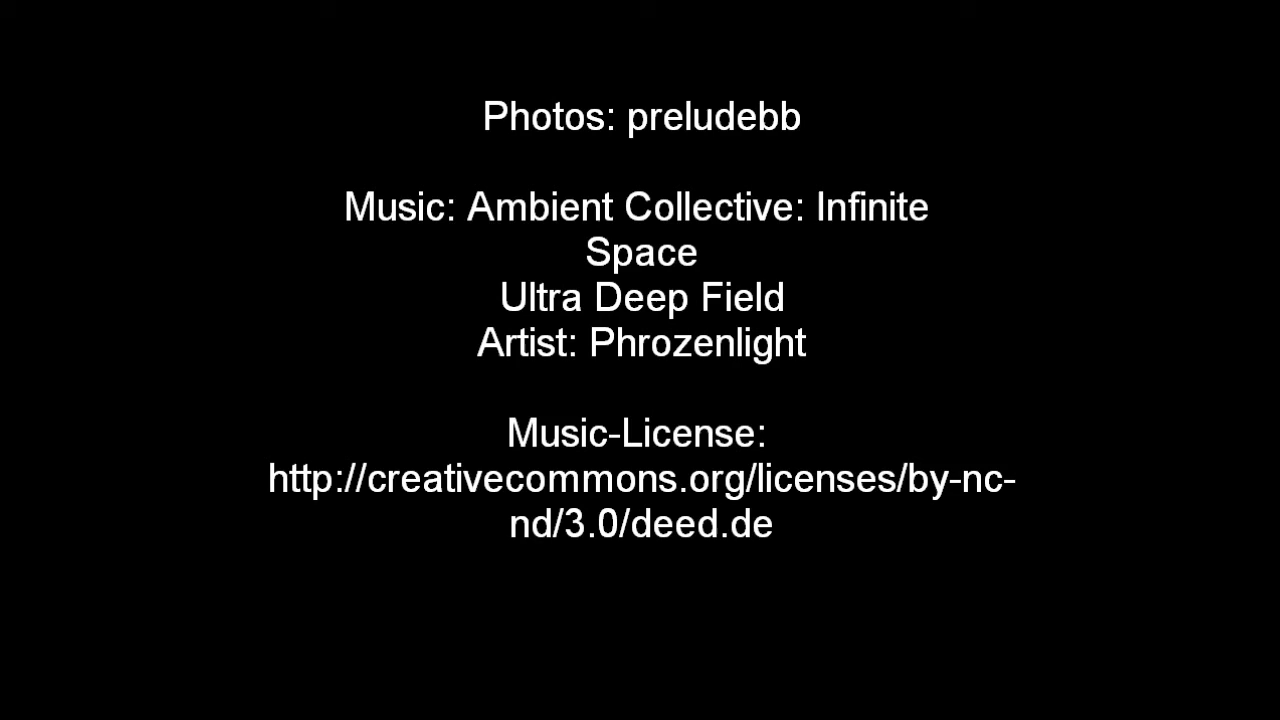 Photos: preludebb
Music: Ambient Collective: Infinite
Space
Ultra Deep Field
Artist: Phrozenlight
Music-License:
http://creativecommons.org/licenses/by-nc-
nd/3.0/deed.de